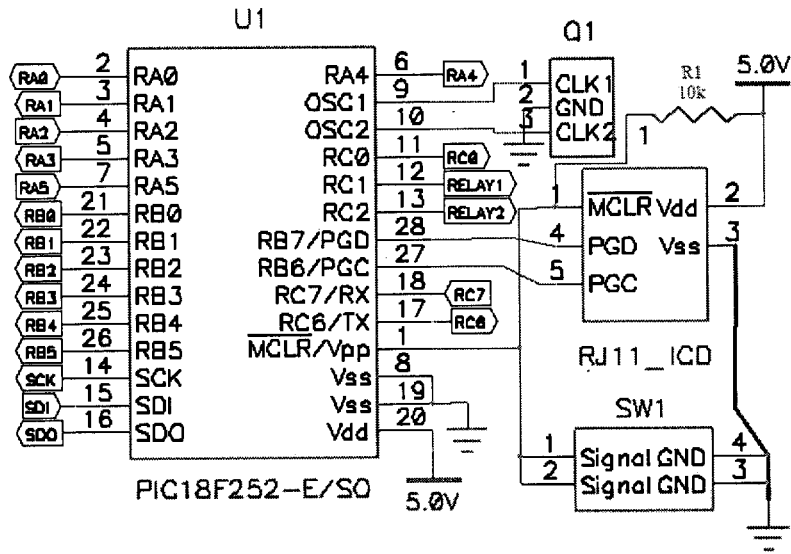 U1
RA0 2 RA0
RA1 3 RA1
RA2 4 RA2
RA3 5 RA3
RA5 7 RA5
RB0 21 RB0
RB1 22 RB1
RB2 23 RB2
RB3 24 RB3
RB4 25 RB4
RB5 26 RB5
SCK 14 SCK
SDI 15 SDI
SDO 16 SDO
RA4 6 RA4
OSC1 9
OSC2 10
RC0 11 RC0
RC1 12 RELAY1
RC2 13 RELAY2
RB7/PGD 28
RB6/PGC 27
RC7/RX 18 RC7
RC6/TX 17 RC6
MCLR/Vpp 1
Vss 8
Vss 19
Vdd 20
PIC18F252-E/SO
5.0V
Q1
1 CLK1
2 GND
3 CLK2
R1
10k
1
5.0V
1 MCLR Vdd 2
4 PGD Vss 3
5 PGC
RJ11_ICD
SW1
1 Signal GND 4
2 Signal GND 3